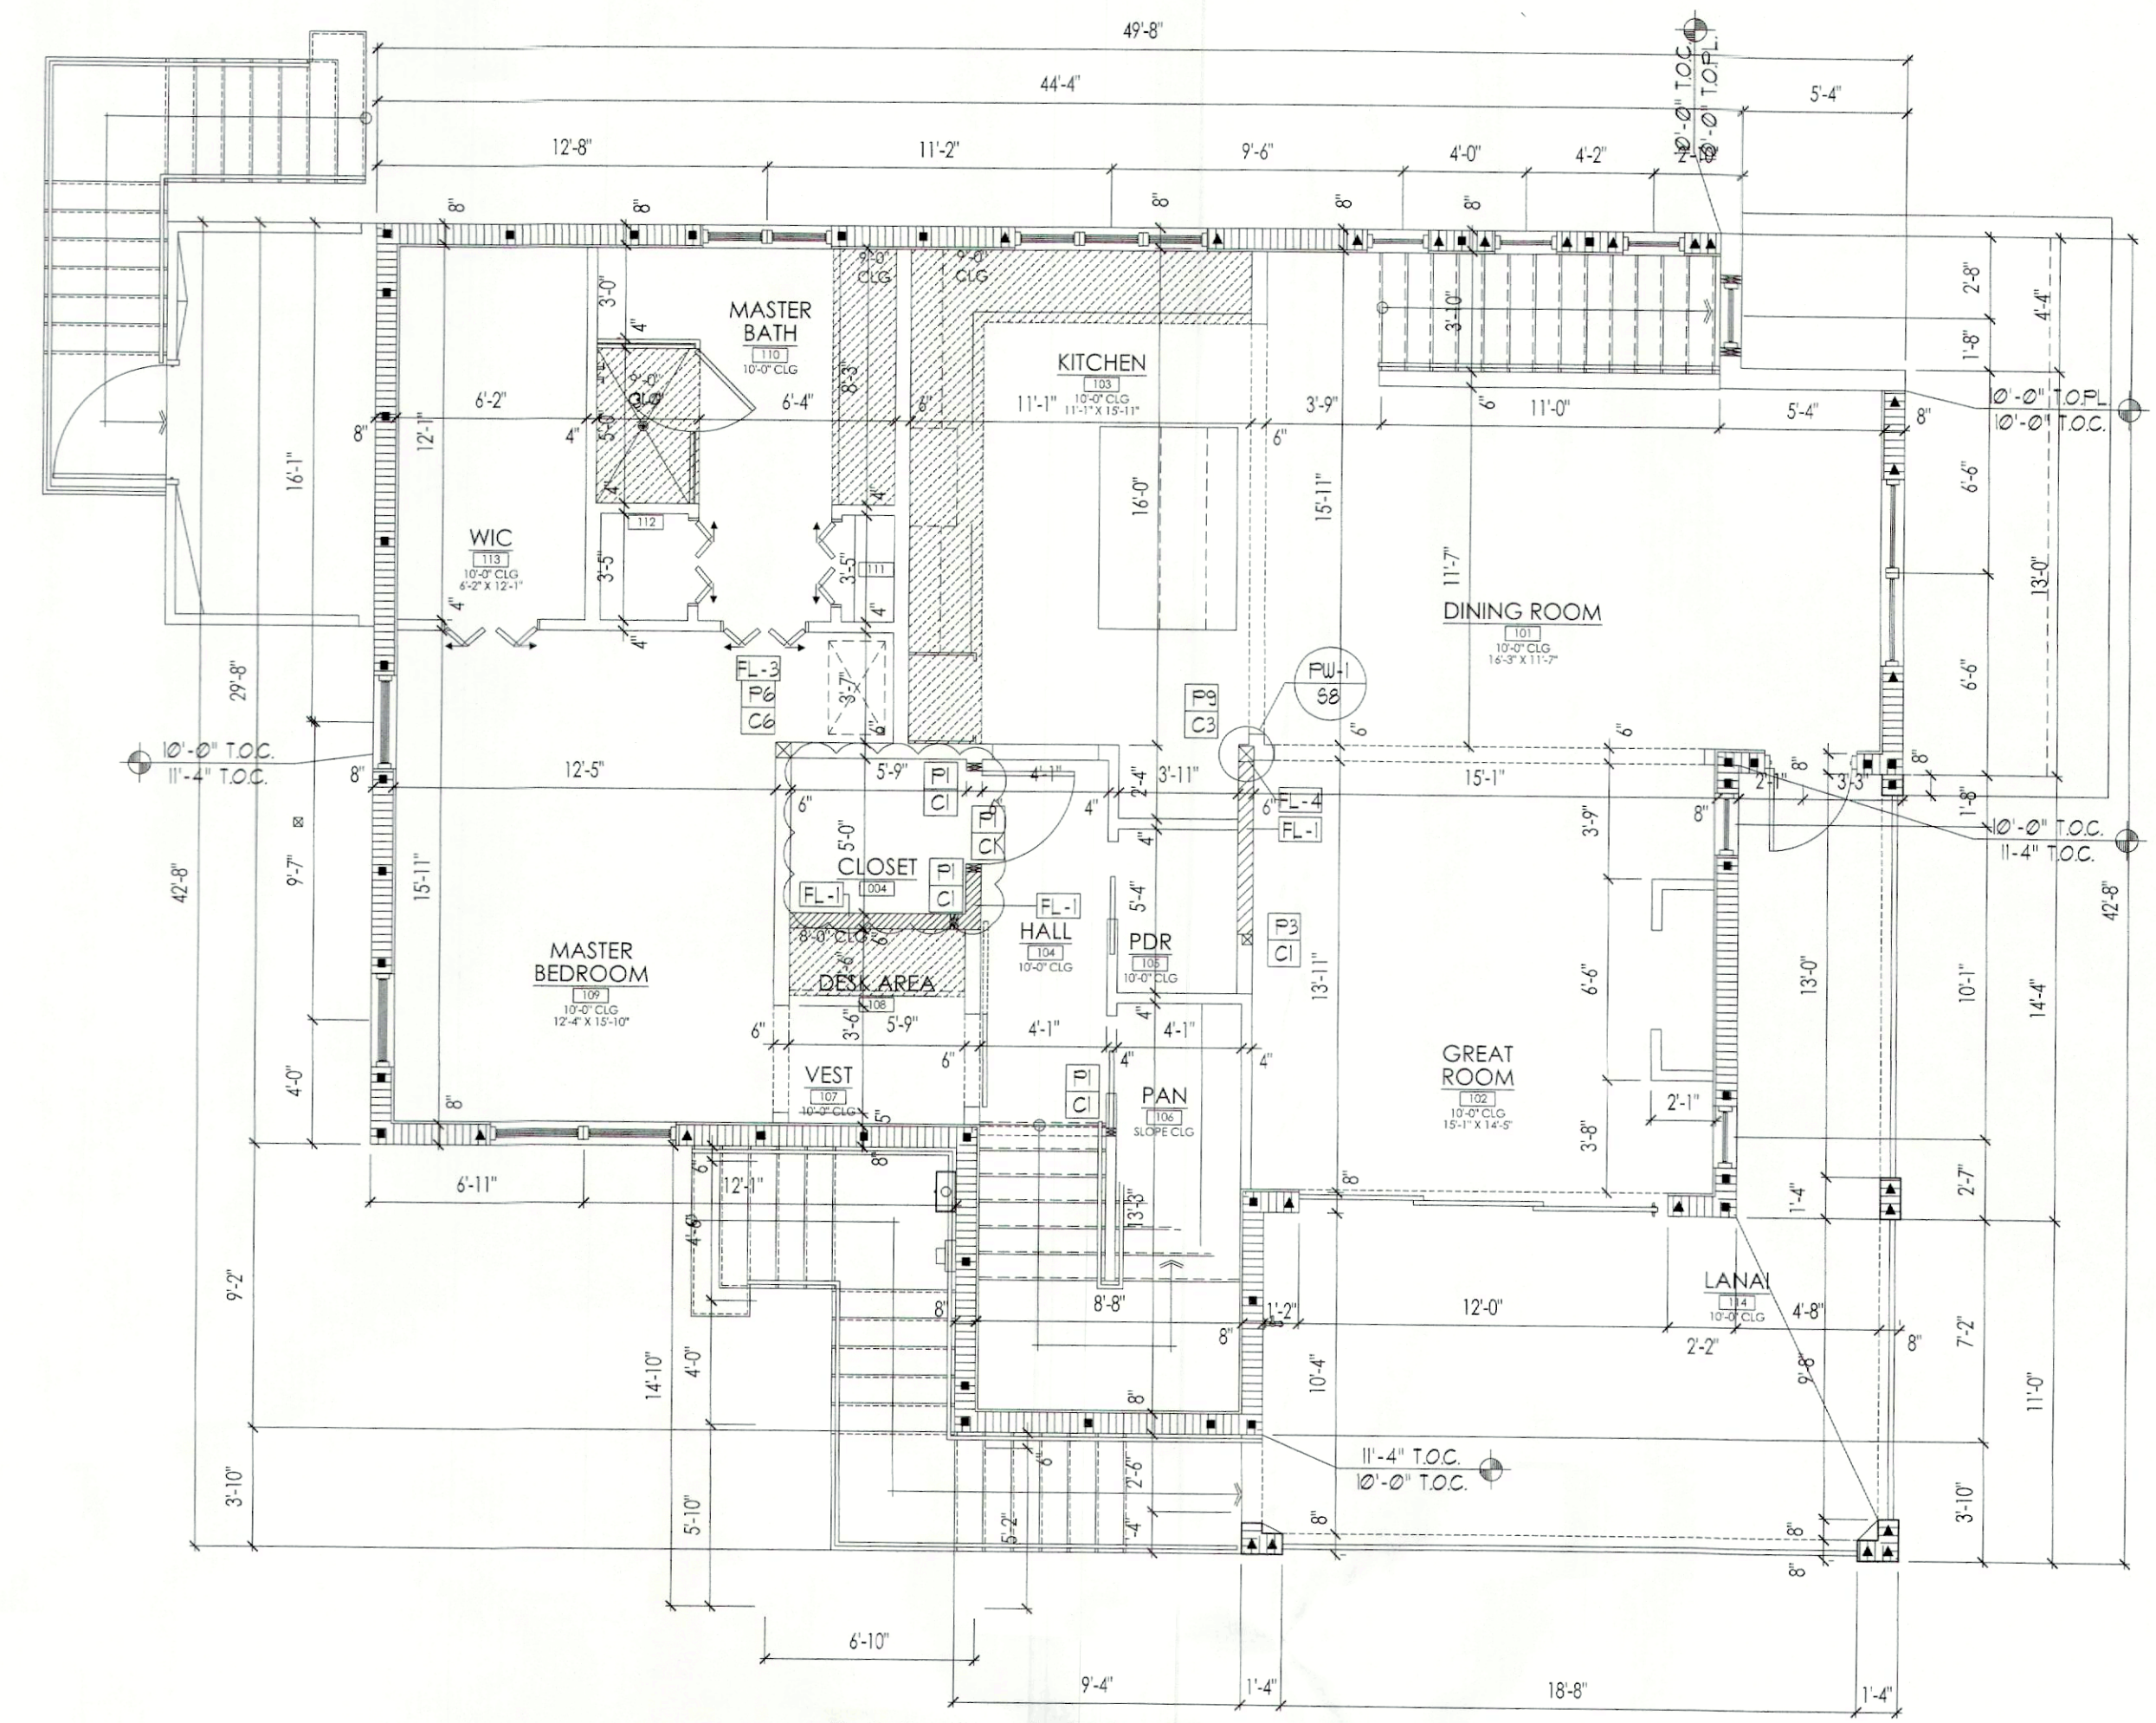 49'-8"
44'-4"
5'-4"
10'-0" T.O.C.
12'-8"
11'-2"
9'-6"
4'-0"
4'-2"
8"
8"
8"
8"
8"
9'-0"
CLG
9'-0"
CLG
2'-8"
4'-4"
1'-8"
3'-0"
4"
MASTER
BATH
110
10'-0" CLG
8'-3"
KITCHEN
103
10'-0" CLG
11'-1" X 15'-11"
3'-10"
10'-0" T.O.PL.
10'-0" T.O.C.
6'-2"
9'-0"
6'-4"
6"
11'-1"
3'-9"
6"
11'-0"
5'-4"
8"
8"
12'-1"
4"
5'-0"
6"
16'-1"
4"
4"
16'-0"
15'-11"
6'-6"
WIC
113
10'-0" CLG
6'-2" X 12'-1"
112
3'-5"
3'-5"
111
11'-7"
13'-0"
4"
4"
4"
DINING ROOM
101
10'-0" CLG
16'-3" X 11'-7"
29'-8"
FL-3
P6
C6
3'-7"
6"
P9
C3
PW-1
S8
6"
6"
6'-6"
10'-0" T.O.C.
11'-4" T.O.C.
8"
12'-5"
6"
5'-9"
P1
C1
4'-1"
6"
4"
2'-4"
3'-11"
6"
FL-4
FL-1
15'-1"
8"
2'-1"
8"
3'-3"
8"
1'-8"
10'-0" T.O.C.
11'-4" T.O.C.
P1
CK
4"
3'-9"
42'-8"
9'-7"
15'-11"
5'-0"
CLOSET
004
P1
C1
FL-1
FL-1
8'-0" CLG
6"
5'-4"
42'-8"
MASTER
BEDROOM
109
10'-0" CLG
12'-4" X 15'-10"
DESK AREA
108
HALL
104
10'-0" CLG
PDR
105
10'-0" CLG
P3
C1
13'-11"
6'-6"
13'-0"
10'-1"
14'-4"
6"
3'-6"
5'-9"
6"
4'-1"
4"
4"
4'-1"
4"
4'-0"
8"
VEST
107
10'-0" CLG
5"
8"
P1
C1
PAN
106
SLOPE CLG
GREAT
ROOM
102
10'-0" CLG
15'-1" X 14'-5"
2'-1"
3'-8"
6'-11"
6"
12'-1"
4'-6"
13'-3"
8"
1'-4"
2'-7"
9'-2"
8"
8'-8"
8"
1'-2"
12'-0"
2'-2"
LANAI
114
10'-0" CLG
4'-8"
8"
7'-2"
14'-10"
4'-0"
8"
10'-4"
9'-8"
11'-0"
3'-10"
5'-10"
6"
2'-6"
11'-4" T.O.C.
10'-0" T.O.C.
3'-10"
5'-2"
8"
8"
8"
6'-10"
9'-4"
1'-4"
18'-8"
1'-4"